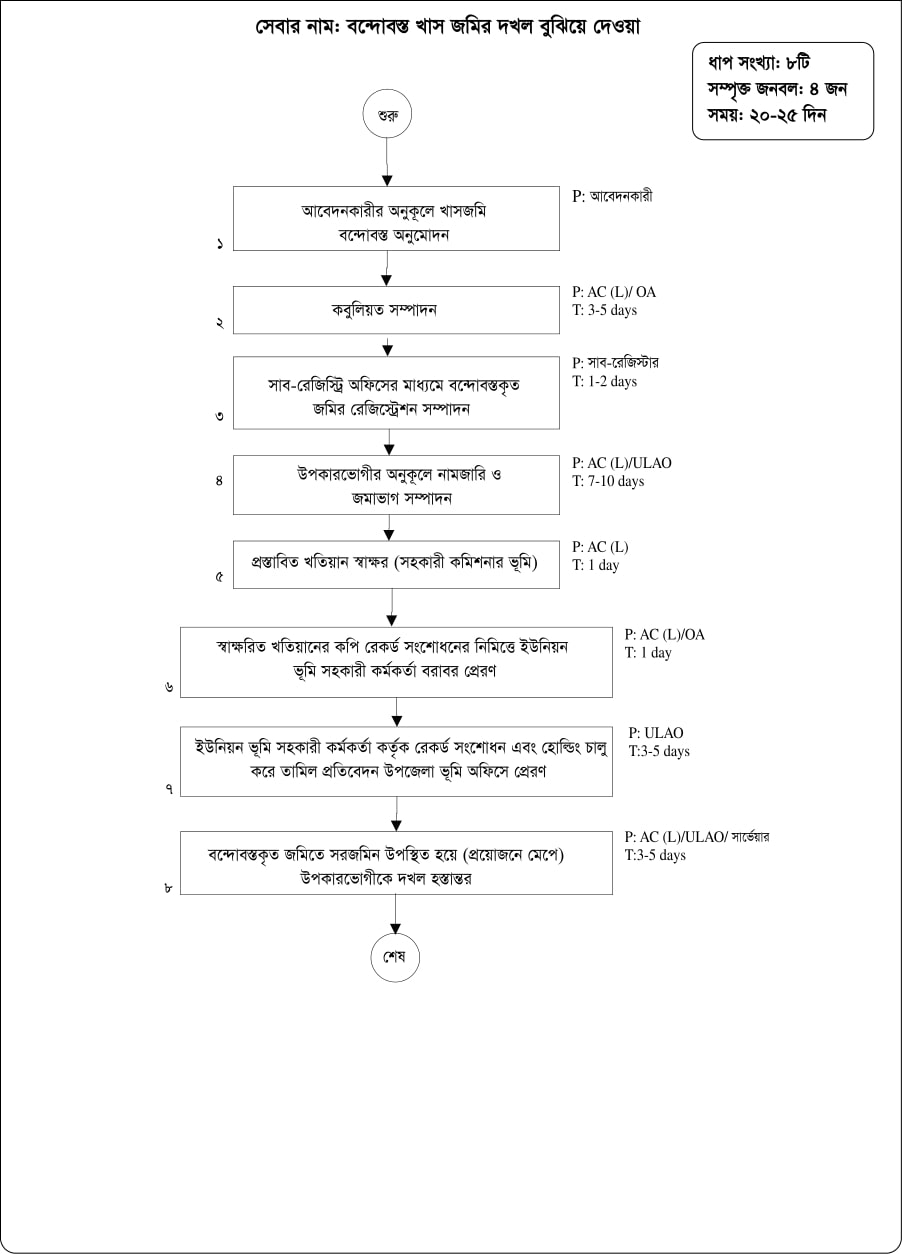 সেবার নাম: বন্দোবস্ত খাস জমির দখল বুঝিয়ে দেওয়া
ধাপ সংখ্যা: ৮টি
সম্পৃক্ত জনবল: ৪ জন
সময়: ২০-২৫ দিন
শুরু
P: আবেদনকারী
আবেদনকারীর অনুকূলে খাসজমি
বন্দোবস্ত অনুমোদন
১
P: AC (L)/ OA
T: 3-5 days
কবুলিয়ত সম্পাদন
২
P: সাব-রেজিস্টার
T: 1-2 days
সাব-রেজিস্ট্রি অফিসের মাধ্যমে বন্দোবস্তকৃত
জমির রেজিস্ট্রেশন সম্পাদন
৩
P: AC (L)/ULAO
T: 7-10 days
উপকারভোগীর অনুকূলে নামজারি ও
জমাভাগ সম্পাদন
৪
P: AC (L)
T: 1 day
প্রস্তাবিত খতিয়ান স্বাক্ষর (সহকারী কমিশনার ভূমি)
৫
P: AC (L)/OA
T: 1 day
স্বাক্ষরিত খতিয়ানের কপি রেকর্ড সংশোধনের নিমিত্তে ইউনিয়ন
ভূমি সহকারী কর্মকর্তা বরাবর প্রেরণ
৬
P: ULAO
T:3-5 days
ইউনিয়ন ভূমি সহকারী কর্মকর্তা কর্তৃক রেকর্ড সংশোধন এবং হোল্ডিং চালু
করে তামিল প্রতিবেদন উপজেলা ভূমি অফিসে প্রেরণ
৭
P: AC (L)/ULAO/ সার্ভেয়ার
T:3-5 days
বন্দোবস্তকৃত জমিতে সরজমিন উপস্থিত হয়ে (প্রয়োজনে মেপে)
উপকারভোগীকে দখল হস্তান্তর
৮
শেষ